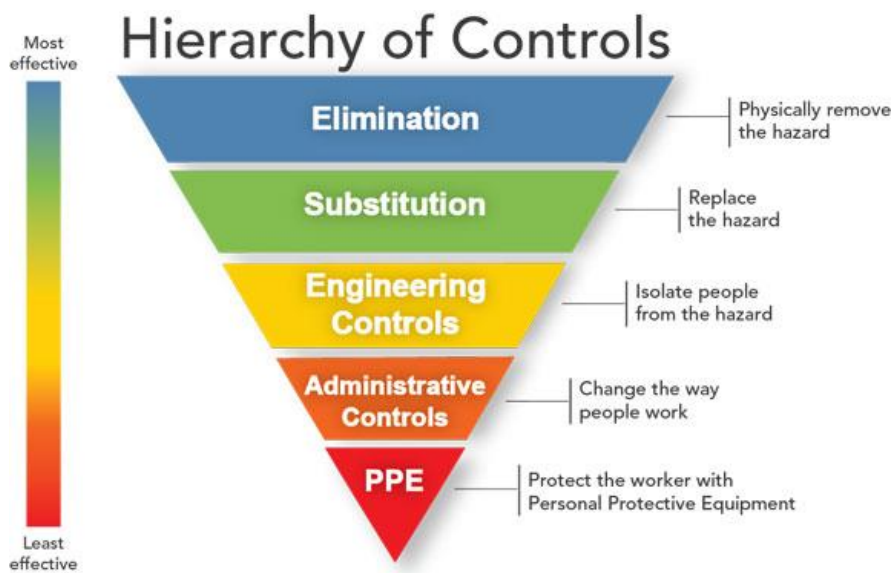 Hierarchy of Controls
Most
effective
Elimination
Physically remove
the hazard
Substitution
Replace
the hazard
Engineering
Controls
Isolate people
from the hazard
Administrative
Controls
Change the way
people work
PPE
Protect the worker with
Personal Protective Equipment
Least
effective